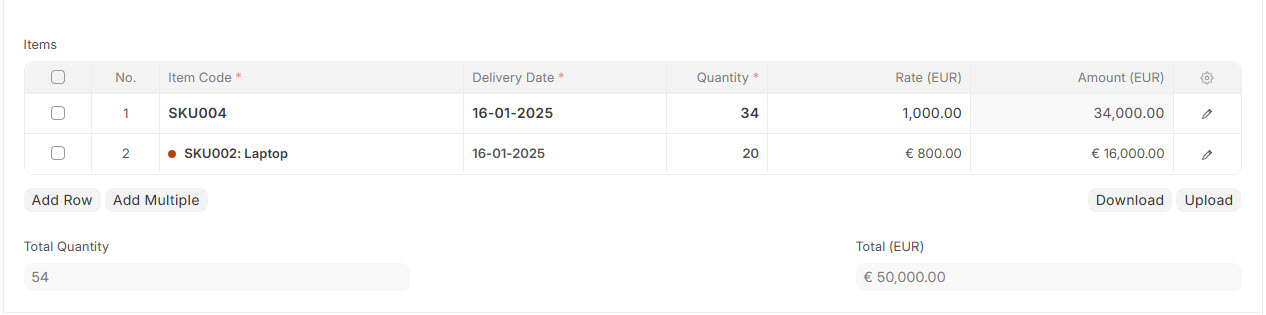 Items
No. Item Code * Delivery Date * Quantity * Rate (EUR) Amount (EUR)
1 SKU004 16-01-2025 34 1,000.00 34,000.00
2 SKU002: Laptop 16-01-2025 20 € 800.00 € 16,000.00
Add Row Add Multiple Download Upload
Total Quantity Total (EUR)
54 € 50,000.00